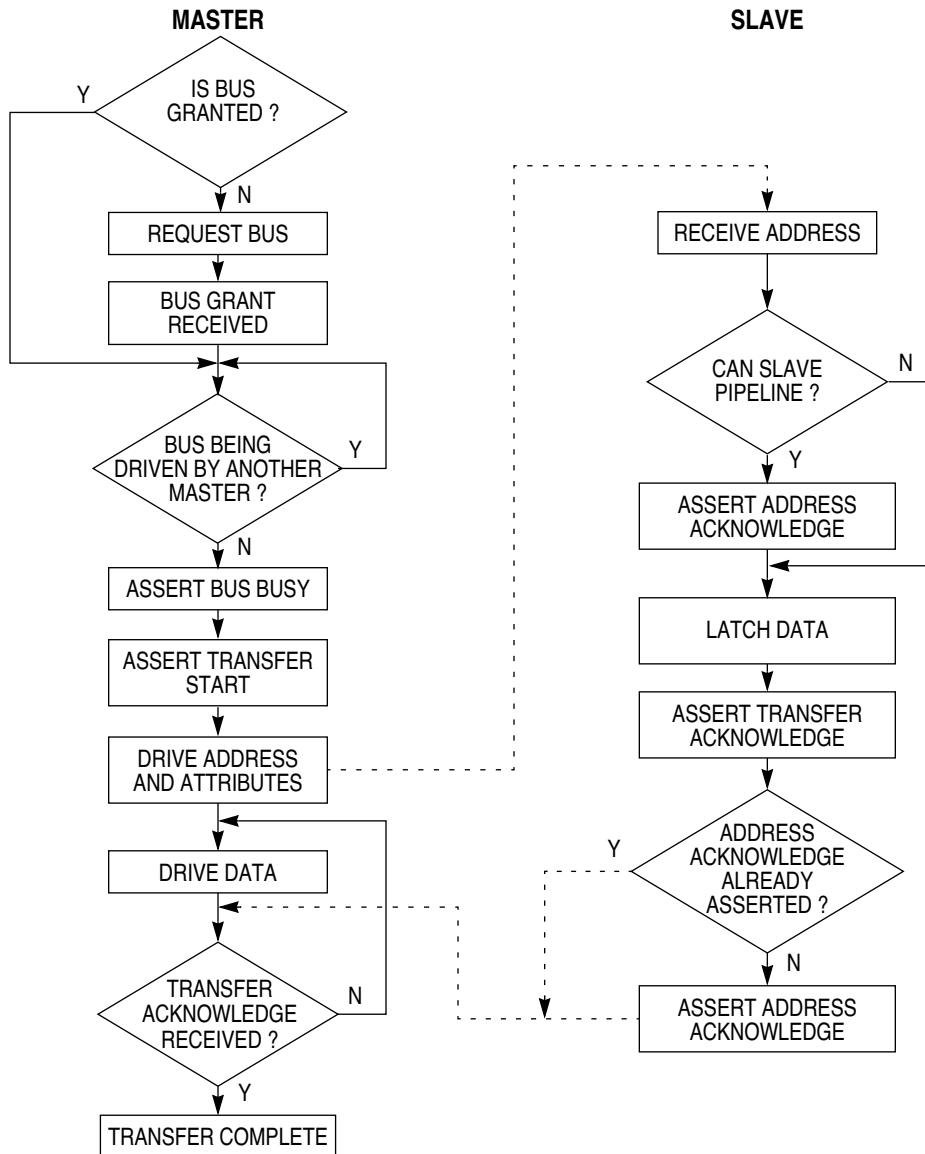 MASTER
IS BUS
GRANTED ?
Y
N
REQUEST BUS
BUS GRANT
RECEIVED
BUS BEING
DRIVEN BY ANOTHER
MASTER ?
Y
N
ASSERT BUS BUSY
ASSERT TRANSFER
START
DRIVE ADDRESS
AND ATTRIBUTES
DRIVE DATA
TRANSFER
ACKNOWLEDGE
RECEIVED ?
N
Y
TRANSFER COMPLETE
SLAVE
RECEIVE ADDRESS
CAN SLAVE
PIPELINE ?
N
Y
ASSERT ADDRESS
ACKNOWLEDGE
LATCH DATA
ASSERT TRANSFER
ACKNOWLEDGE
ADDRESS
ACKNOWLEDGE
ALREADY
ASSERTED ?
Y
N
ASSERT ADDRESS
ACKNOWLEDGE